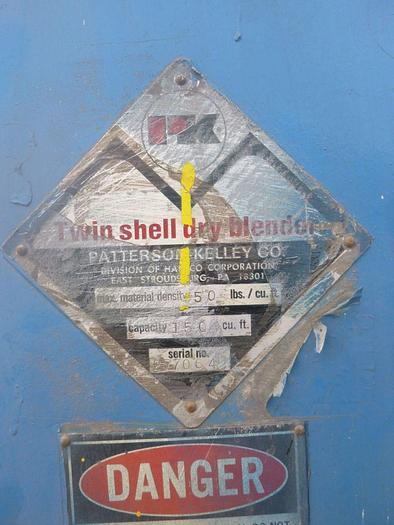 PK
Twin shell dry blender
PATTERSON-KELLEY CO.
DIVISION OF HARSCO CORPORATION
EAST STROUDSBURG, PA 18301
max. material density 50 lbs./cu.ft.
capacity 150 cu. ft.
serial no.
DANGER